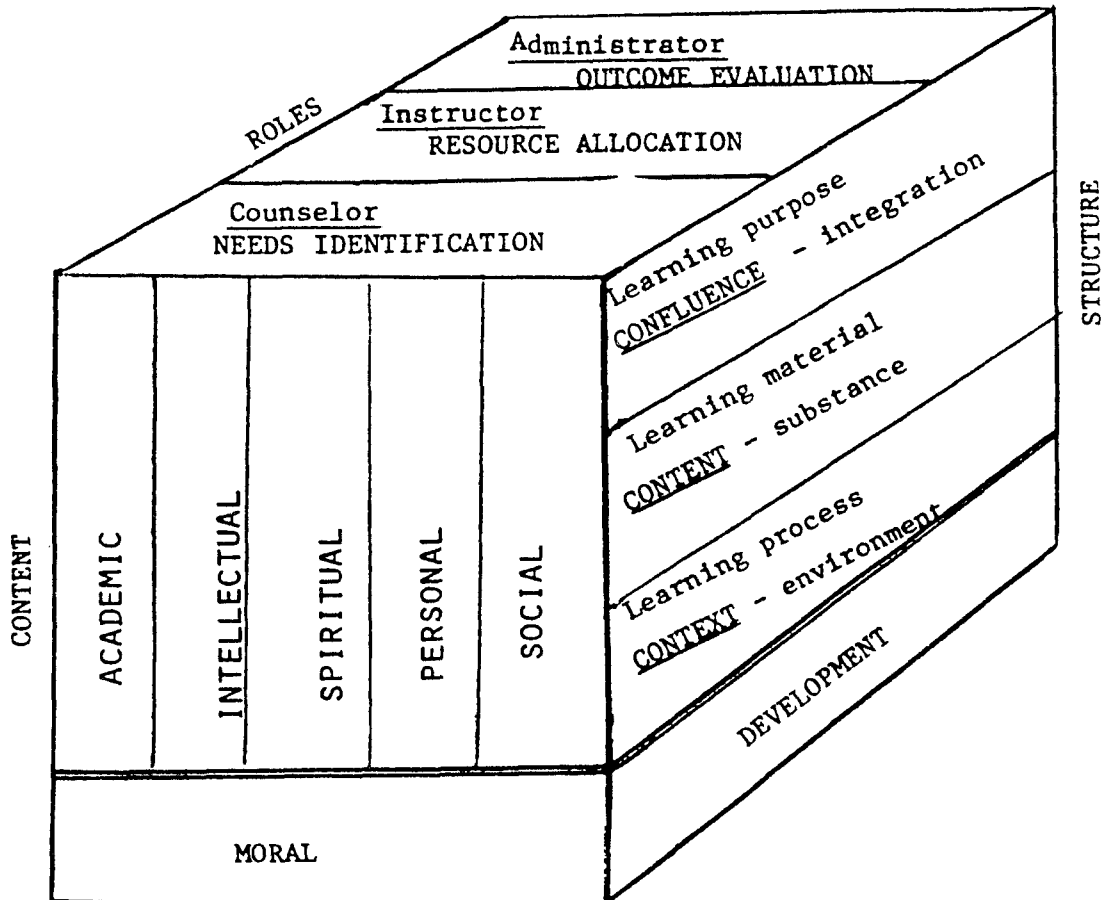 Administrator
OUTCOME EVALUATION
ROLES
Instructor
RESOURCE ALLOCATION
Counselor
NEEDS IDENTIFICATION
Learning purpose
CONFLUENCE - integration
Learning material
CONTENT - substance
Learning process
CONTEXT - environment
STRUCTURE
CONTENT
ACADEMIC
INTELLECTUAL
SPIRITUAL
PERSONAL
SOCIAL
DEVELOPMENT
MORAL